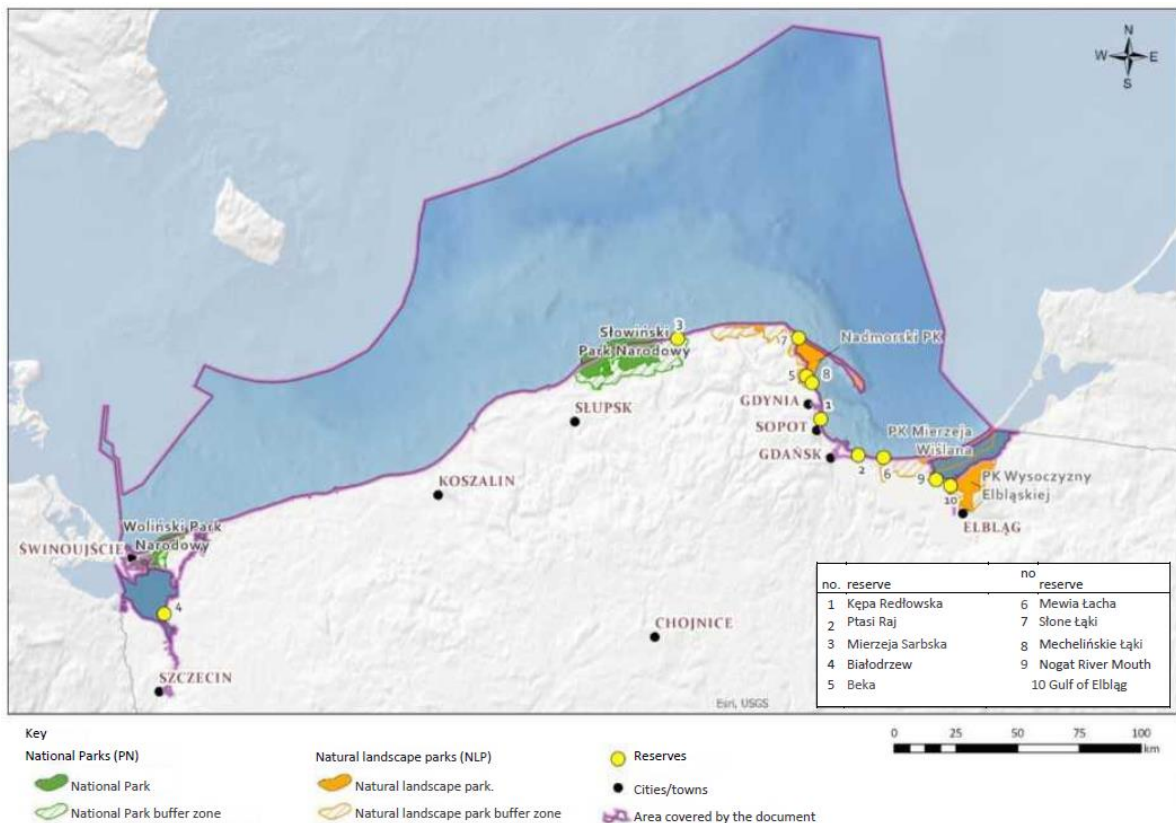 N
W E
S
Słowiński
Park Narodowy
3
7
Nadmorski PK
5
8
GDYNIA
1
SŁUPSK
SOPOT
PK Mierzeja
Wiślana
GDAŃSK
2
6
9
PK Wysoczyzny
Elbląskiej
10
KOSZALIN
ELBLĄG
Woliński Park
Narodowy
ŚWINOUJŚCIE
4
CHOJNICE
SZCZECIN
no. reserve no reserve
1 Kępa Redłowska 6 Mewia Łacha
2 Ptasi Raj 7 Słone Łąki
3 Mierzeja Sarbska 8 Mechelińskie Łąki
4 Białodrzew 9 Nogat River Mouth
5 Beka 10 Gulf of Elbląg
Esri, USGS
0 25 50 75 100
km
Key
National Parks (PN) Natural landscape parks (NLP) Reserves
National Park Natural landscape park. Cities/towns
National Park buffer zone Natural landscape park buffer zone Area covered by the document